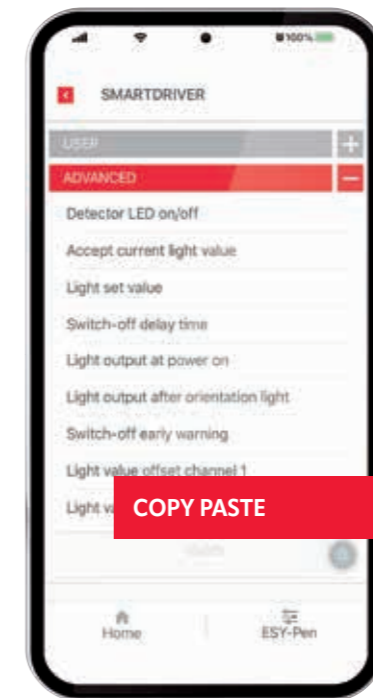 100%
SMARTDRIVER
USER
ADVANCED
Detector LED on/off
Accept current light value
Light set value
Switch-off delay time
Light output at power on
Light output after orientation light
Switch-off early warning
Light value offset channel 1
Light
COPY PASTE
Home
ESY-Pen